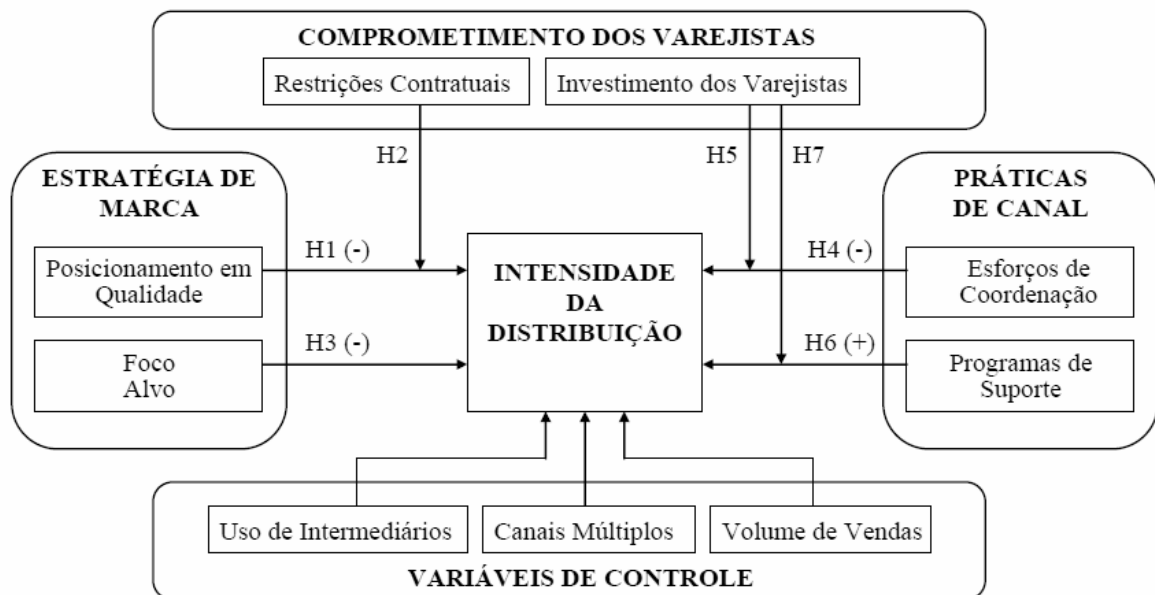 COMPROMETIMENTO DOS VAREJISTAS
Restrições Contratuais
Investimento dos Varejistas
H2
H5
H7
ESTRATÉGIA DE
MARCA
Posicionamento em
Qualidade
Foco
Alvo
H1 (-)
H3 (-)
INTENSIDADE
DA
DISTRIBUIÇÃO
H4 (-)
H6 (+)
PRÁTICAS
DE CANAL
Esforços de
Coordenação
Programas de
Suporte
Uso de Intermediários
Canais Múltiplos
Volume de Vendas
VARIÁVEIS DE CONTROLE